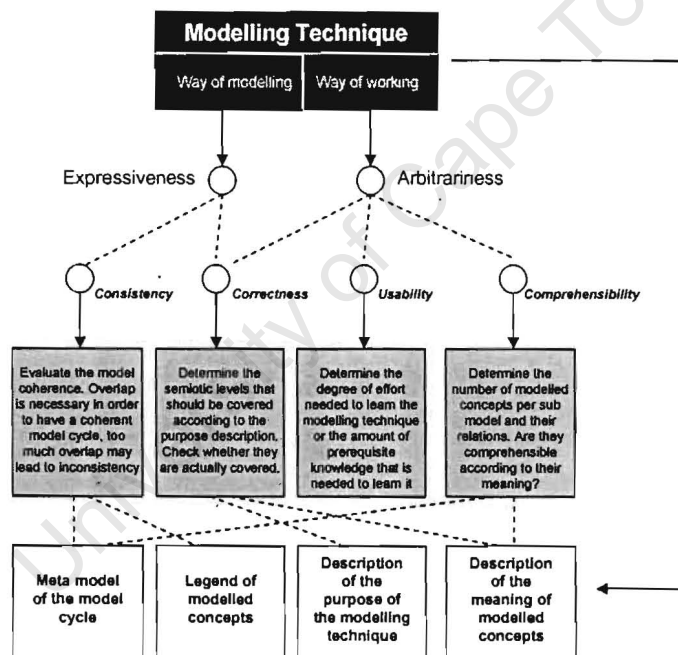 Modelling Technique
Way of modelling
Way of working
Expressiveness
Arbitrariness
Consistency
Correctness
Usability
Comprehensibility
Evaluate the model
coherence. Overlap
is necessary in order
to have a coherent
model cycle, too
much overlap may
lead to inconsistency
Determine the
semiotic levels that
should be covered
according to the
purpose description.
Check whether they
are actually covered.
Determine the
degree of effort
needed to learn the
modelling technique
or the amount of
prerequisite
knowledge that is
needed to learn it
Determine the
number of modelled
concepts per sub
model and their
relations. Are they
comprehensible
according to their
meaning?
Meta model
of the model
cycle
Legend of
modelled
concepts
Description
of the
purpose of
the modelling
technique
Description
of the
meaning of
modelled
concepts
University of Cape To